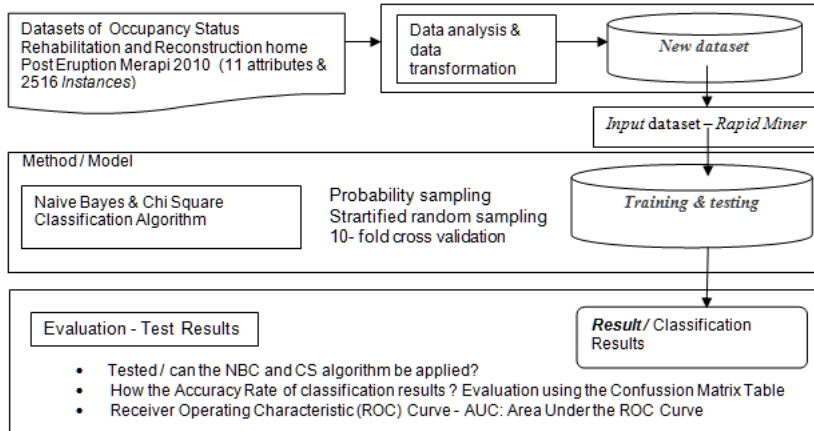 Datasets of Occupancy Status
Rehabilitation and Reconstruction home
Post Eruption Merapi 2010 (11 attributes &
2516 Instances)
Data analysis &
data
transformation
New dataset
Input dataset – Rapid Miner
Method / Model
Naive Bayes & Chi Square
Classification Algorithm
Probability sampling
Strartified random sampling
10- fold cross validation
Training & testing
Evaluation - Test Results
Result / Classification
Results
• Tested / can the NBC and CS algorithm be applied?
• How the Accuracy Rate of classification results ? Evaluation using the Confussion Matrix Table
• Receiver Operating Characteristic (ROC) Curve - AUC: Area Under the ROC Curve